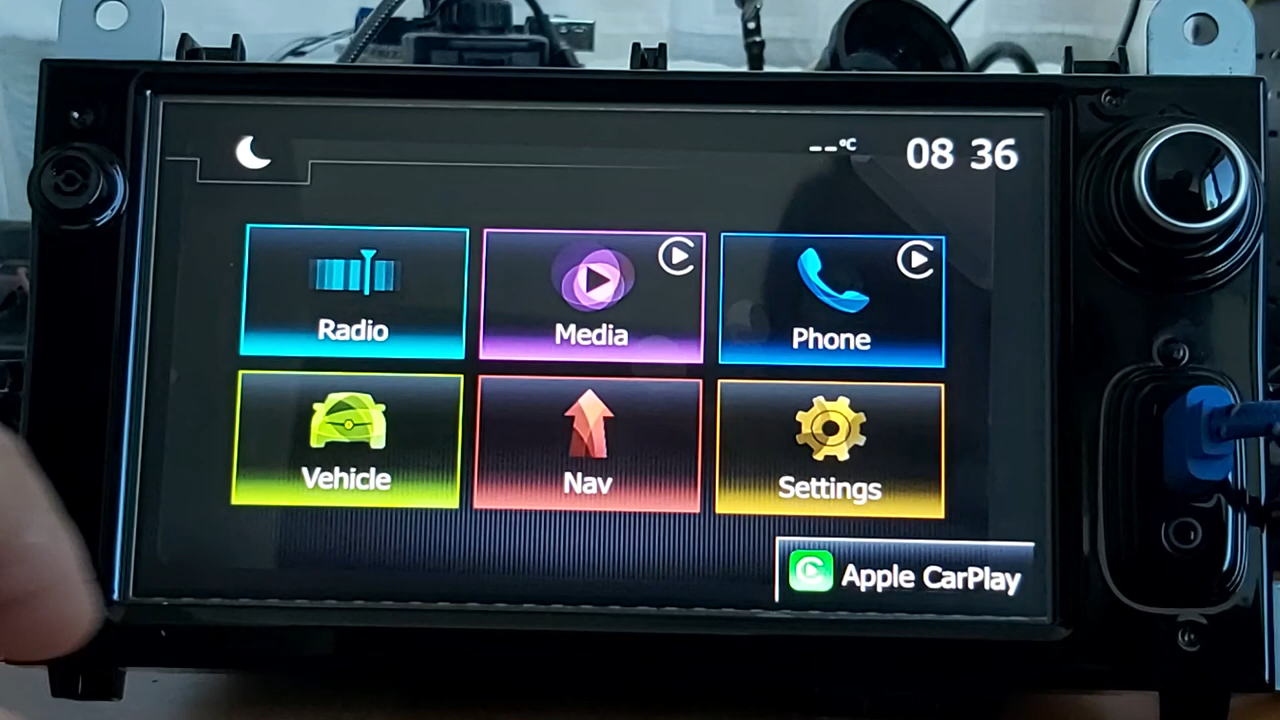 --°C 08 36
Radio
Media
Phone
Vehicle
Nav
Settings
Apple CarPlay